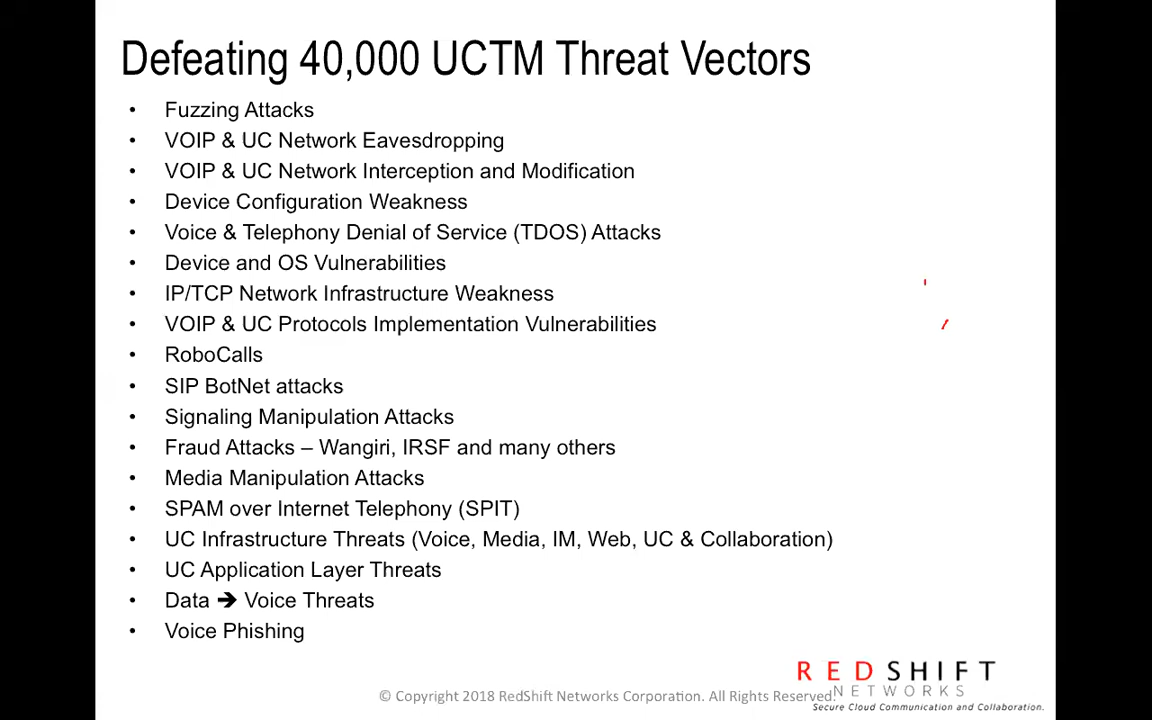 Defeating 40,000 UCTM Threat Vectors
• Fuzzing Attacks
• VOIP & UC Network Eavesdropping
• VOIP & UC Network Interception and Modification
• Device Configuration Weakness
• Voice & Telephony Denial of Service (TDOS) Attacks
• Device and OS Vulnerabilities
• IP/TCP Network Infrastructure Weakness
• VOIP & UC Protocols Implementation Vulnerabilities
• RoboCalls
• SIP BotNet attacks
• Signaling Manipulation Attacks
• Fraud Attacks – Wangiri, IRSF and many others
• Media Manipulation Attacks
• SPAM over Internet Telephony (SPIT)
• UC Infrastructure Threats (Voice, Media, IM, Web, UC & Collaboration)
• UC Application Layer Threats
• Data ➔ Voice Threats
• Voice Phishing
REDSHIFT
NETWORKS
Secure Cloud Communication and Collaboration.
© Copyright 2018 RedShift Networks Corporation. All Rights Reserved.